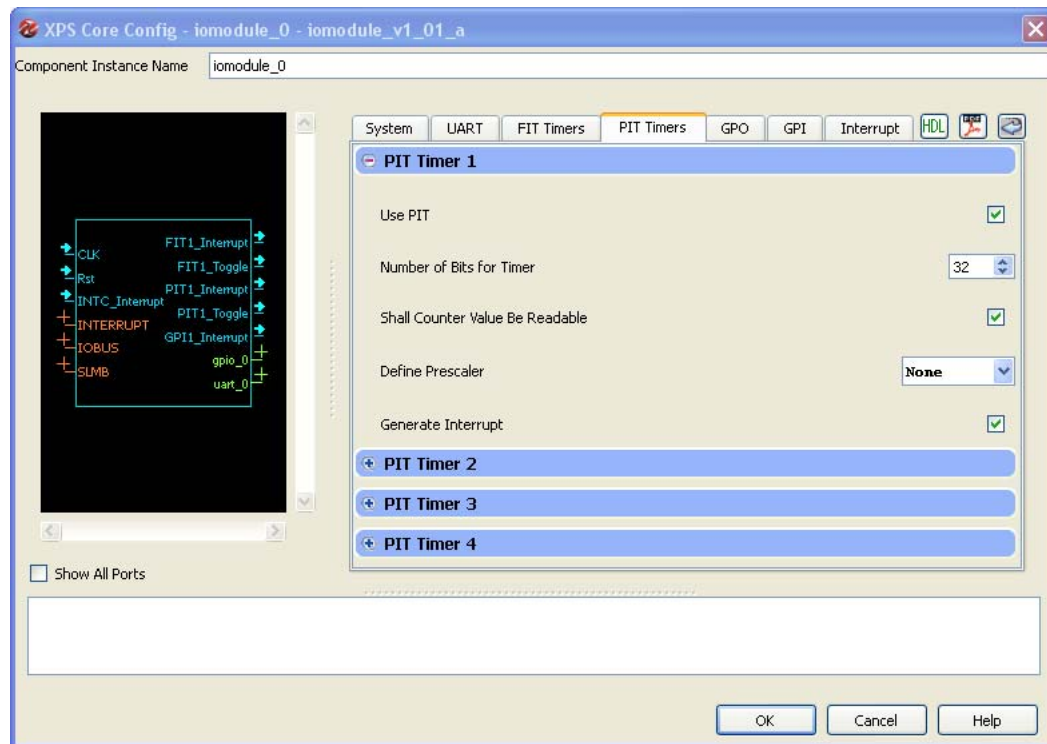 XPS Core Config - iomodule_0 - iomodule_v1_01_a
Component Instance Name iomodule_0
System UART FIT Timers PIT Timers GPO GPI Interrupt HDL PDF
PIT Timer 1
Use PIT
Number of Bits for Timer 32
Shall Counter Value Be Readable
Define Prescaler None
Generate Interrupt
PIT Timer 2
PIT Timer 3
PIT Timer 4
CLK
Rst
INTC_Interrupt
INTERRUPT
IOBUS
SLMB
FIT1_Interrupt
FIT1_Toggle
PIT1_Interrupt
PIT1_Toggle
GPI1_Interrupt
gpio_0
uart_0
Show All Ports
OK Cancel Help